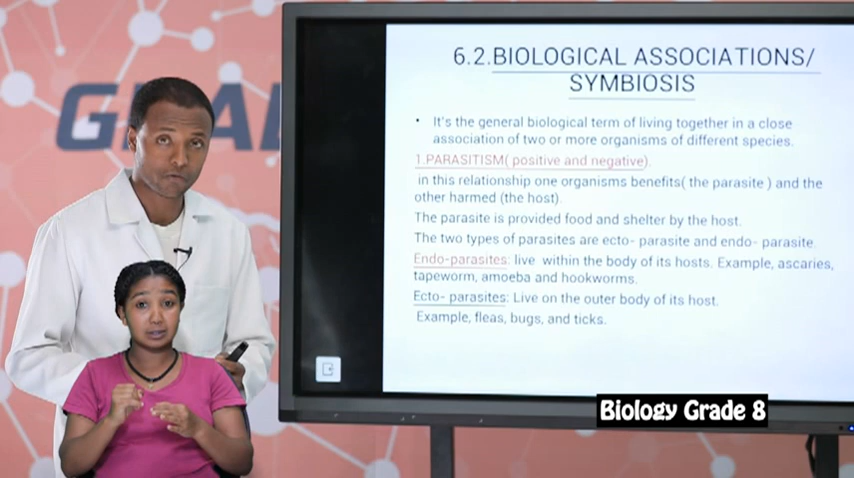 6.2.BIOLOGICAL ASSOCIATIONS/
SYMBIOSIS
• It's the general biological term of living together in a close
association of two or more organisms of different species.
1.PARASITISM( positive and negative).
in this relationship one organisms benefits( the parasite ) and the
other harmed (the host).
The parasite is provided food and shelter by the host.
The two types of parasites are ecto- parasite and endo- parasite.
Endo-parasites: live within the body of its hosts. Example, ascaries,
tapeworm, amoeba and hookworms.
Ecto- parasites: Live on the outer body of its host.
Example, fleas, bugs, and ticks.
Biology Grade 8